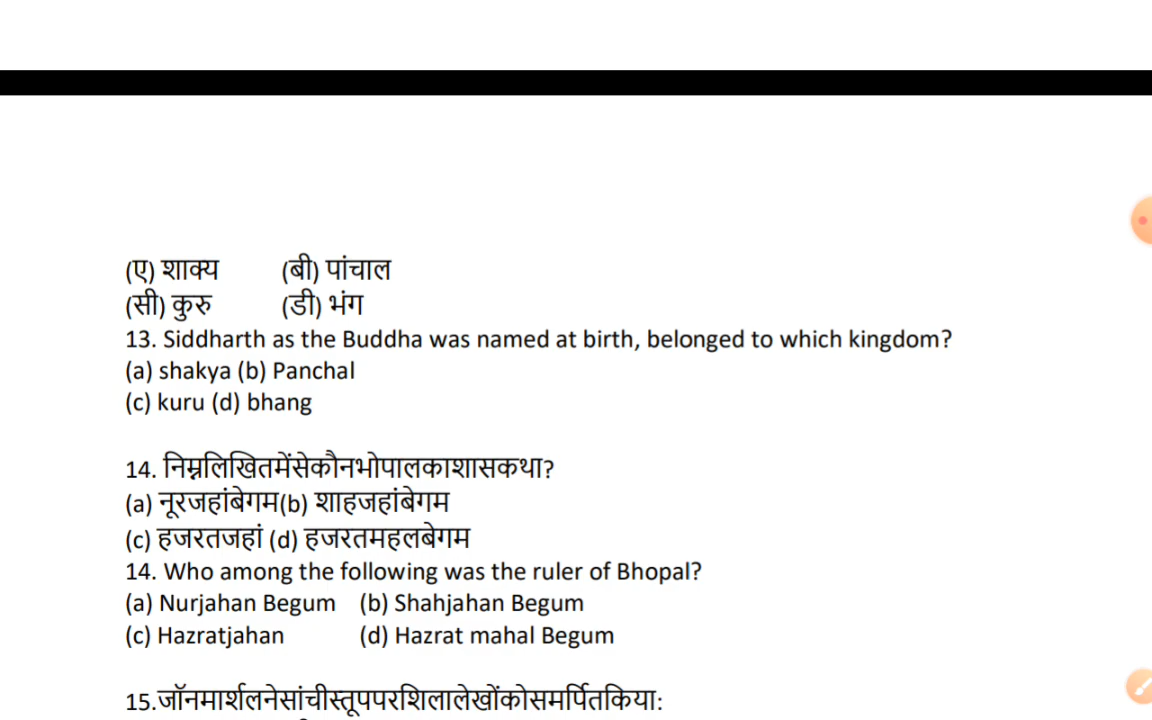 (ए) शाक्य (बी) पांचाल
(सी) कुरु (डी) भंग
13. Siddharth as the Buddha was named at birth, belonged to which kingdom?
(a) shakya (b) Panchal
(c) kuru (d) bhang
14. निम्नलिखितमेंसेकौनभोपालकाशासकथा?
(a) नूरजहांबेगम(b) शाहजहांबेगम
(c) हजरतजहां (d) हजरतमहलबेगम
14. Who among the following was the ruler of Bhopal?
(a) Nurjahan Begum (b) Shahjahan Begum
(c) Hazratjahan (d) Hazrat mahal Begum
15.जॉनमार्शलनेसांचीस्तूपपरशिलालेखोंकोसमर्पितकिया: